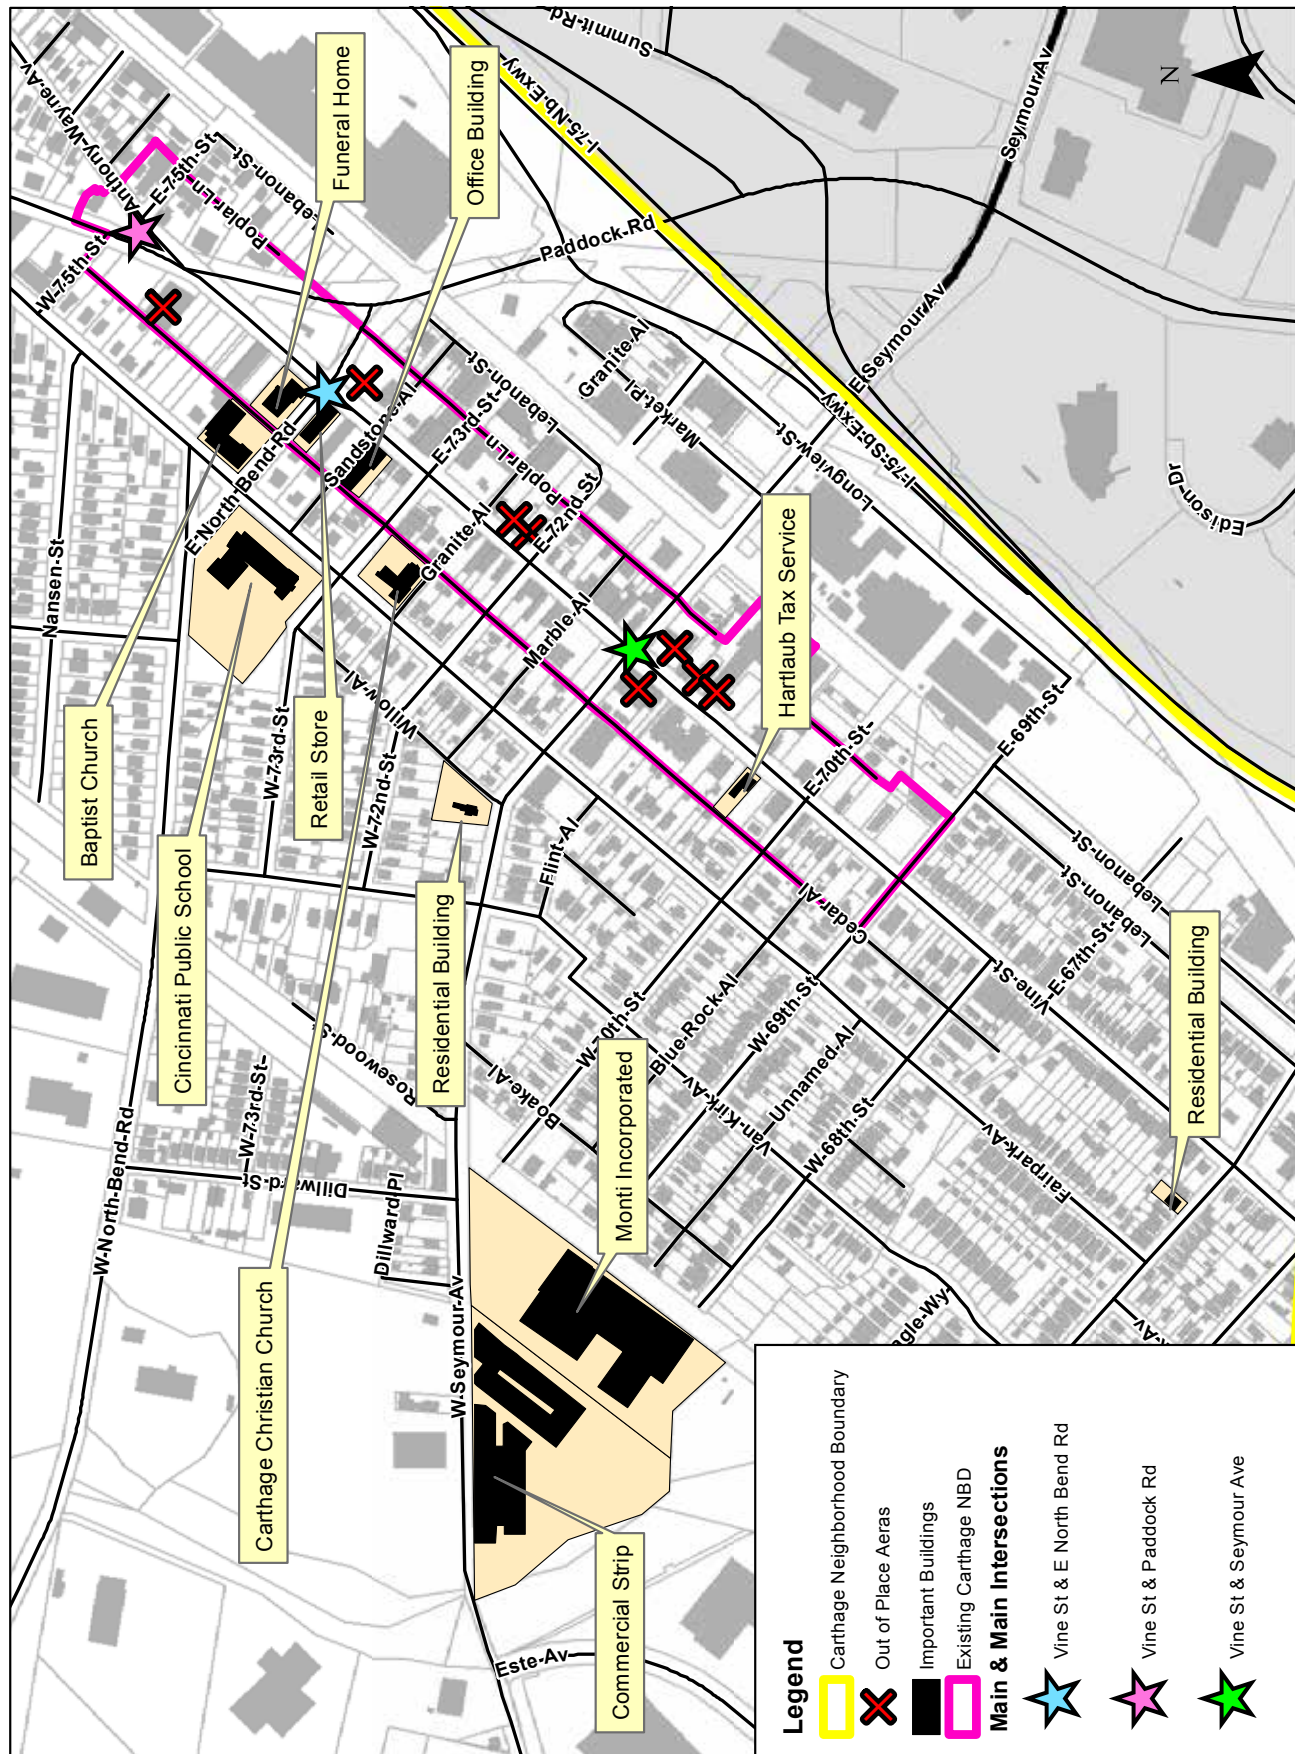 Summit-Rd
Anthony-Wayne-Av
E-75th-St
Lebanon-St
Poplar-Ln
W-75th-St
Funeral Home
Office Building
I-75-Nb-Exwy
Seymour-Av
N
Paddock-Rd
E-Seymour-Av
Nansen-St
E-North-Bend-Rd
Sandstone-Al
E-73rd-St
Lebanon-St
Granite-Al
Market-Pl
Longview-St
I-75-Sb-Exwy
Edison-Dr
Poplar-Ln
E-72nd-St
Granite-Al
Marble-Al
Hartlaub Tax Service
Baptist Church
Cincinnati Public School
Retail Store
W-73rd-St
Willow-Al
W-72nd-St
Residential Building
Flint-Al
E-70th-St
E-69th-St
Cedar-Al
Lebanon-St
Lebanon-St
E-67th-St
Vine-St
Residential Building
W-North-Bend-Rd
W-73rd-St
Rosewood-St
Dillward-St
Dillward-Pl
Boake-Al
W-70th-St
Blue-Rock-Al
W-69th-St
Van-Kirk-Av
Unnamed-Al
W-68th-St
Fairpark-Av
Carthage Christian Church
Monti Incorporated
W-Seymour-Av
Commercial Strip
Este-Av
agle-Wy
-Av
Legend
Carthage Neighborhood Boundary
Out of Place Aeras
Important Buildings
Existing Carthage NBD
Main & Main Intersections
Vine St & E North Bend Rd
Vine St & Paddock Rd
Vine St & Seymour Ave